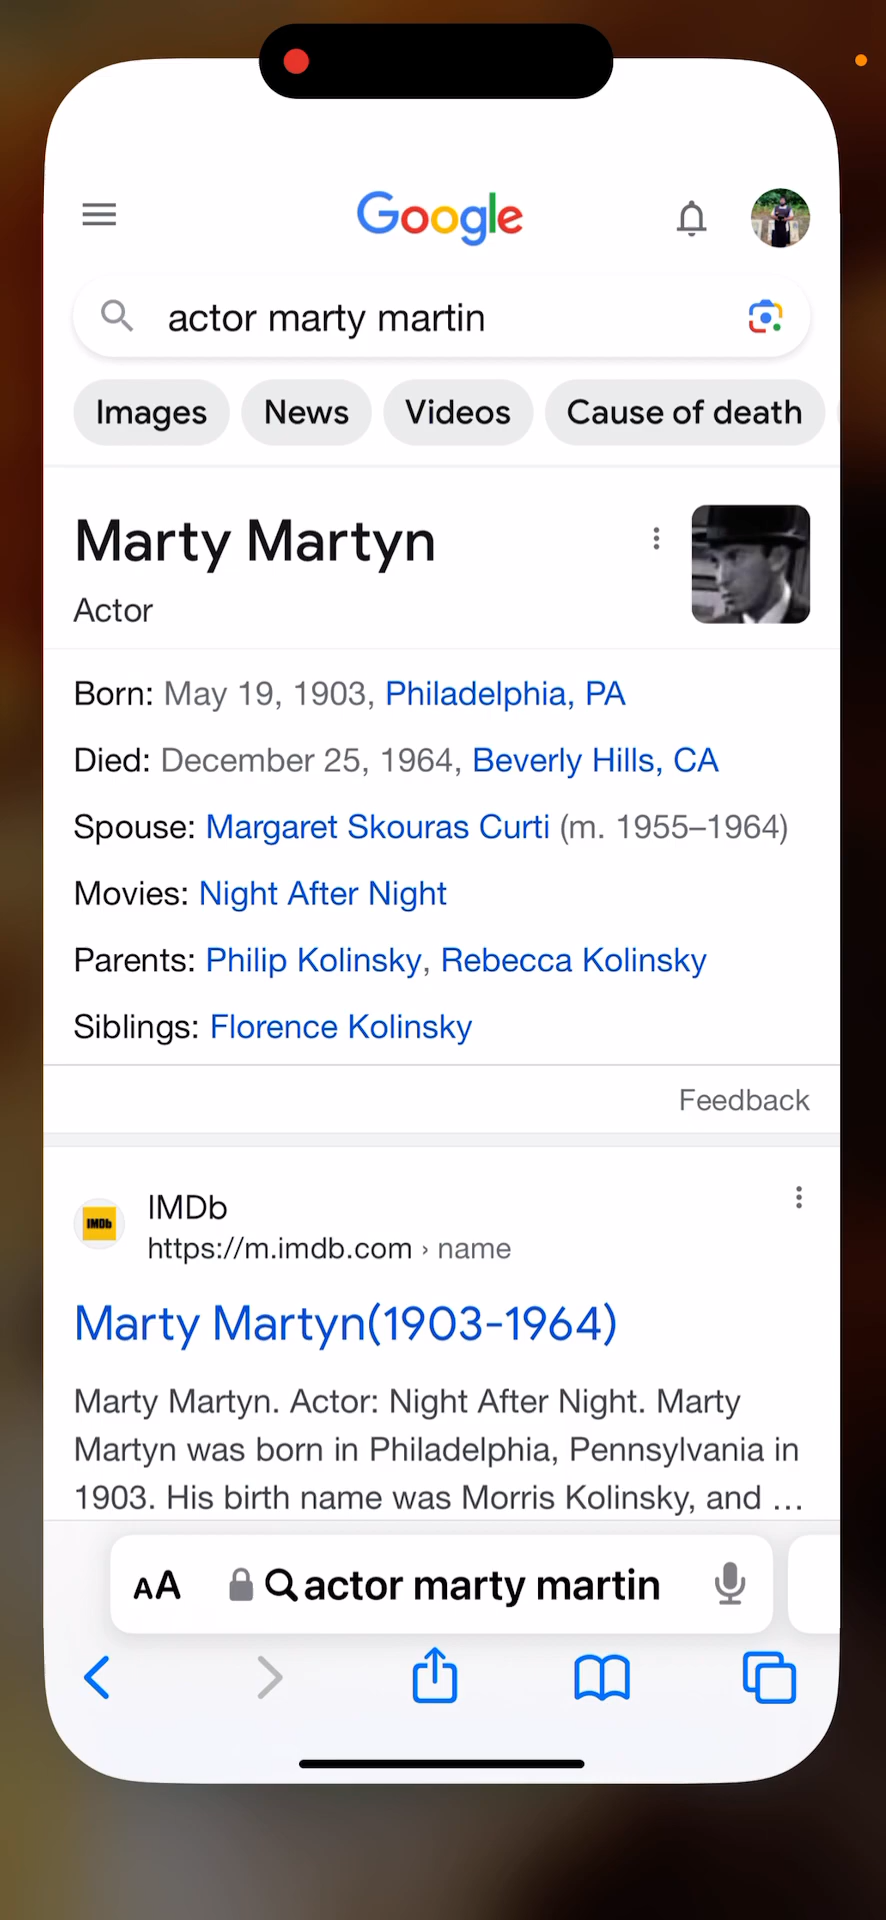 Google
actor marty martin
Images News Videos Cause of death
Marty Martyn
Actor
Born: May 19, 1903, Philadelphia, PA
Died: December 25, 1964, Beverly Hills, CA
Spouse: Margaret Skouras Curti (m. 1955–1964)
Movies: Night After Night
Parents: Philip Kolinsky, Rebecca Kolinsky
Siblings: Florence Kolinsky
Feedback
IMDb
IMDb
https://m.imdb.com › name
Marty Martyn(1903-1964)
Marty Martyn. Actor: Night After Night. Marty
Martyn was born in Philadelphia, Pennsylvania in
1903. His birth name was Morris Kolinsky, and ...
AA actor marty martin